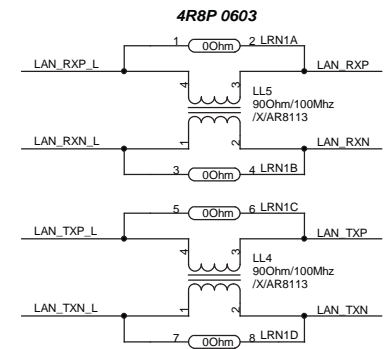 4R8P 0603
1 0Ohm 2 LRN1A
LAN_RXP_L LAN_RXP
4 3
LL5
90Ohm/100Mhz
/X/AR8113
LAN_RXN_L 1 2 LAN_RXN
3 0Ohm 4 LRN1B
5 0Ohm 6 LRN1C
LAN_TXP_L LAN_TXP
4 3
LL4
90Ohm/100Mhz
/X/AR8113
LAN_TXN_L 1 2 LAN_TXN
7 0Ohm 8 LRN1D